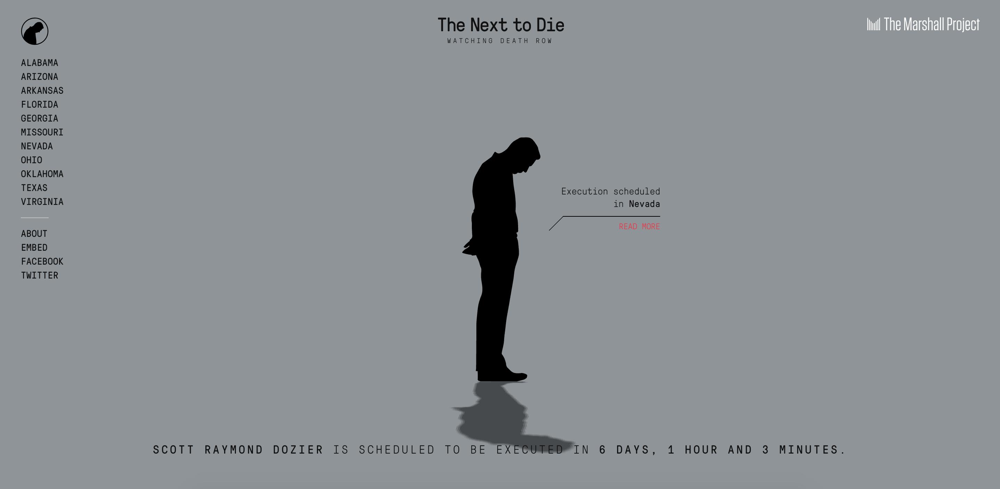 The Next to Die
WATCHING DEATH ROW
The Marshall Project
ALABAMA
ARIZONA
ARKANSAS
FLORIDA
GEORGIA
MISSOURI
NEVADA
OHIO
OKLAHOMA
TEXAS
VIRGINIA
ABOUT
EMBED
FACEBOOK
TWITTER
Execution scheduled
in Nevada
READ MORE
SCOTT RAYMOND DOZIER IS SCHEDULED TO BE EXECUTED IN 6 DAYS, 1 HOUR AND 3 MINUTES.